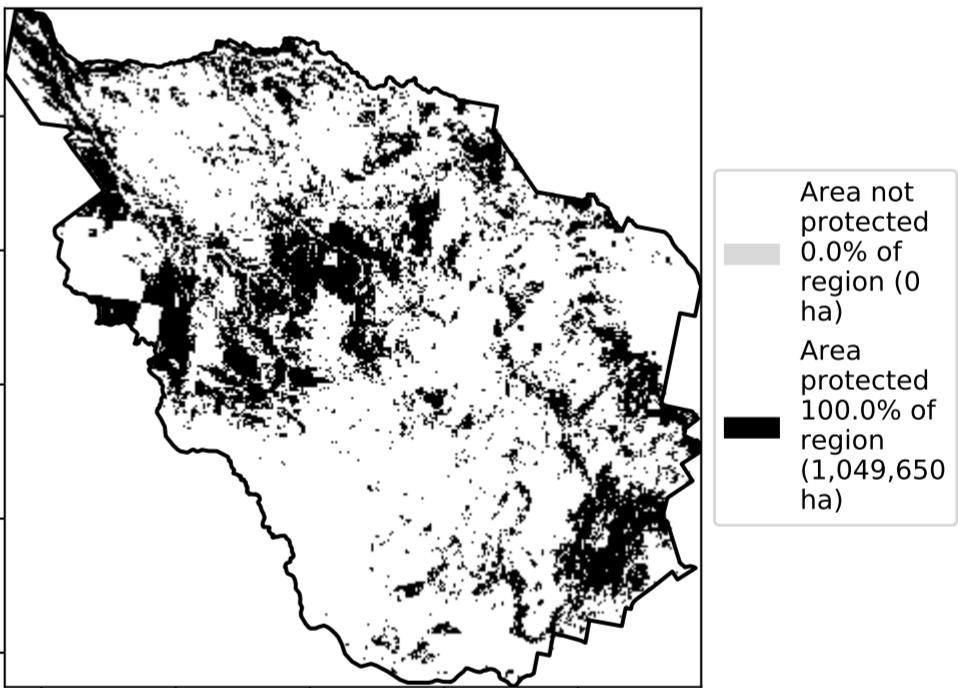 Area not
protected
0.0% of
region (0
ha)
Area
protected
100.0% of
region
(1,049,650
ha)